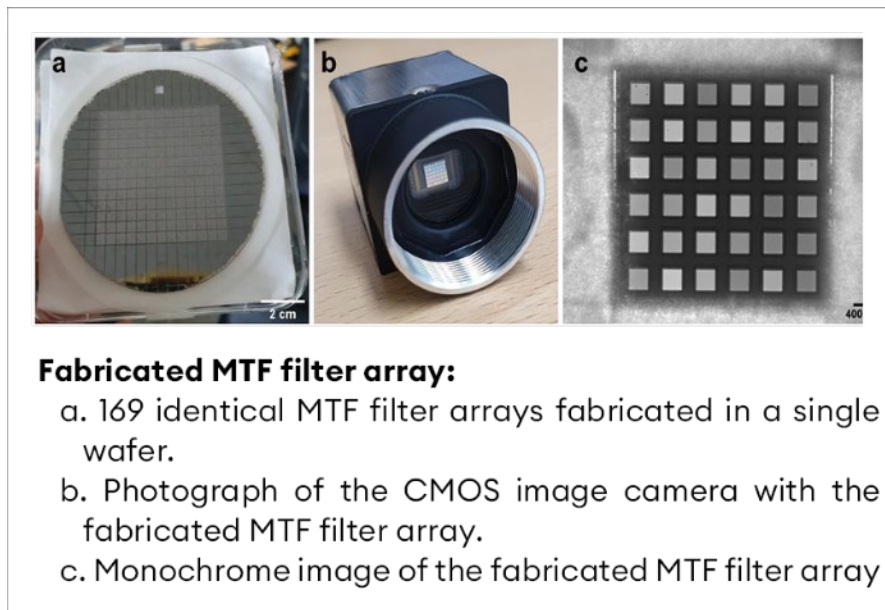 a
b
c
2 cm
400
Fabricated MTF filter array:
a. 169 identical MTF filter arrays fabricated in a single
wafer.
b. Photograph of the CMOS image camera with the
fabricated MTF filter array.
c. Monochrome image of the fabricated MTF filter array